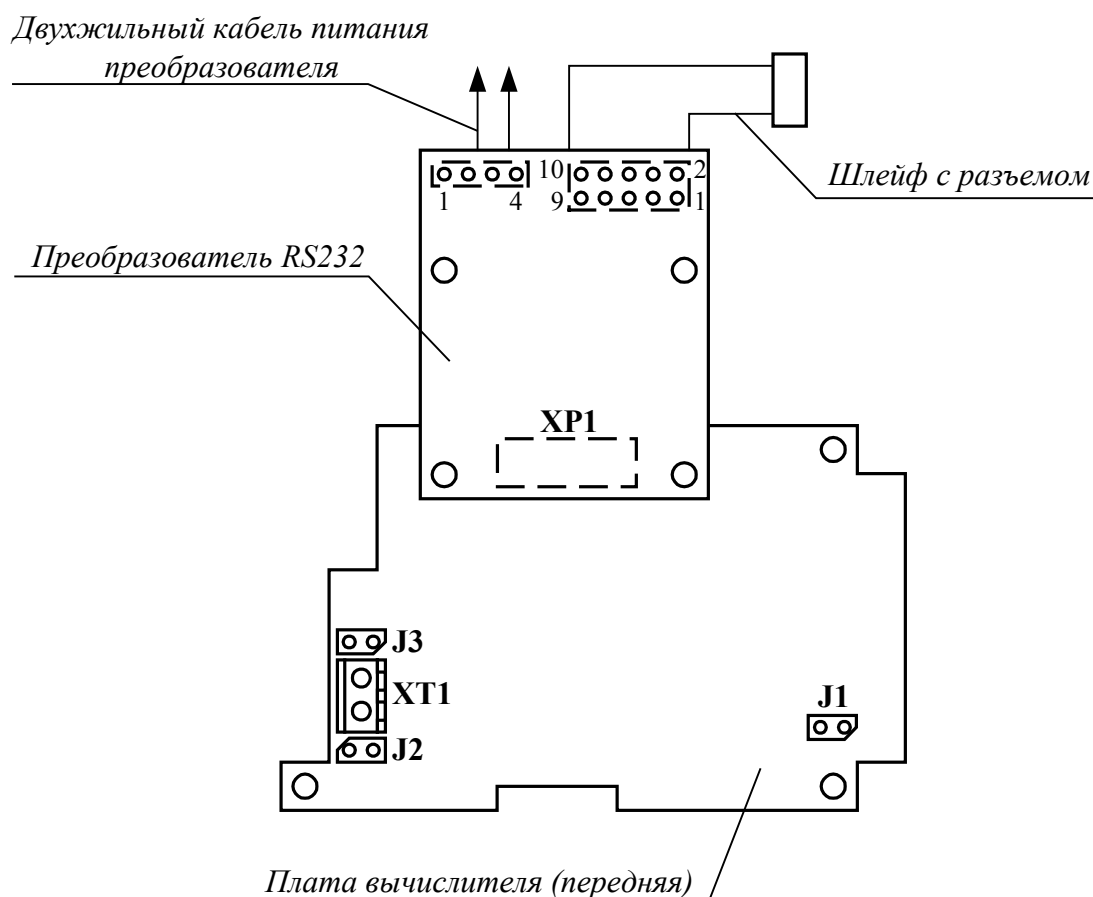 Двухжильный кабель питания
преобразователя
10 2
1 4 9 1
Шлейф с разъемом
Преобразователь RS232
XP1
J3
XT1
J1
J2
Плата вычислителя (передняя)